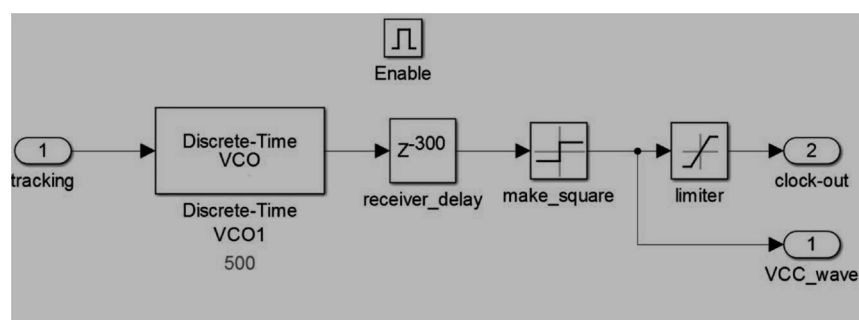 Enable
1
tracking
Discrete-Time
VCO
Discrete-Time
VCO1
500
Z-300
receiver_delay
make_square
limiter
2
clock-out
1
VCC_wave